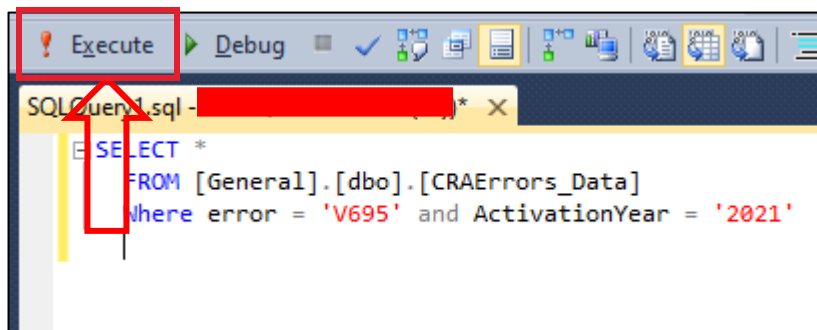 Execute Debug
SQLQuery1.sql - )* 
SELECT *
FROM [General].[dbo].[CRAErrors_Data]
Where error = 'V695' and ActivationYear = '2021'